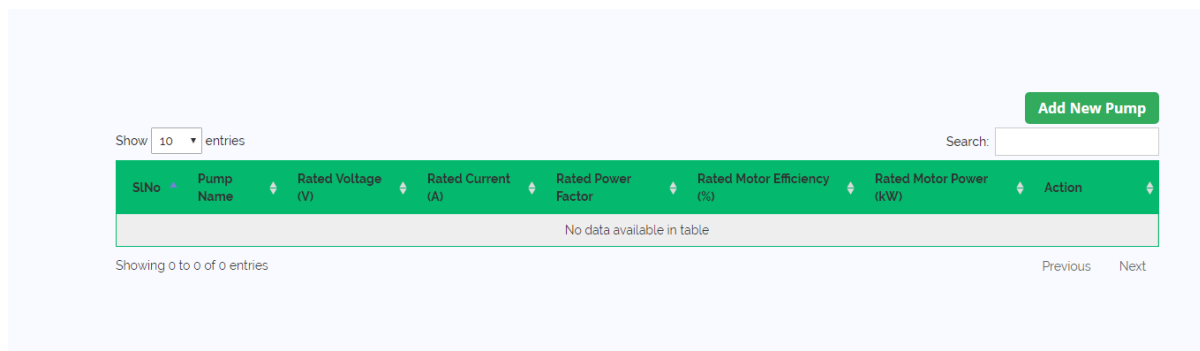 Add New Pump
Show 10 entries
Search:
SlNo
Pump Name
Rated Voltage (V)
Rated Current (A)
Rated Power Factor
Rated Motor Efficiency (%)
Rated Motor Power (kW)
Action
No data available in table
Showing 0 to 0 of 0 entries
Previous Next